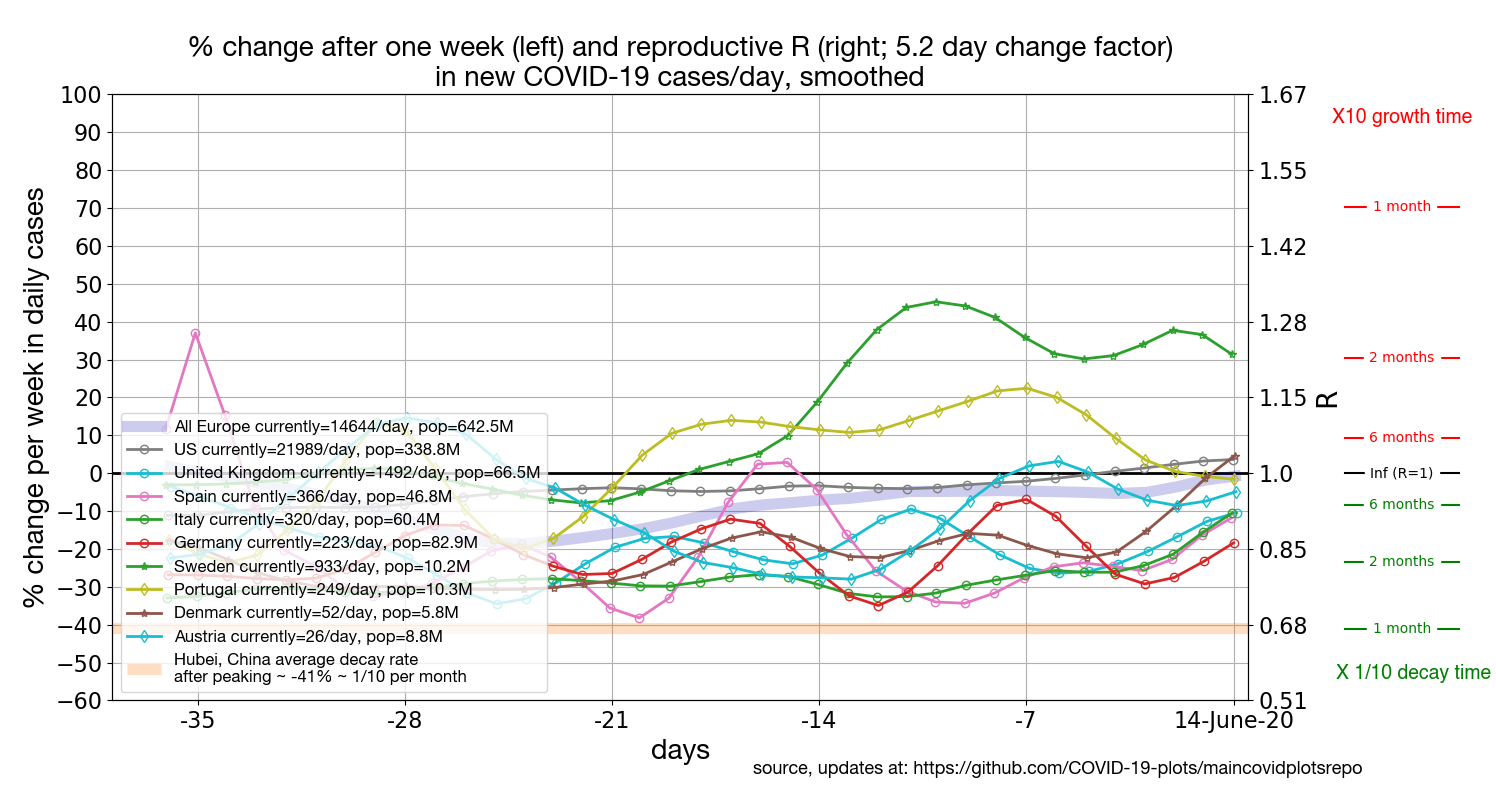 % change after one week (left) and reproductive R (right; 5.2 day change factor)
in new COVID-19 cases/day, smoothed
% change per week in daily cases
100
90
80
70
60
50
40
30
20
10
0
−10
−20
−30
−40
−50
−60
All Europe currently=14644/day, pop=642.5M
US currently=21989/day, pop=338.8M
United Kingdom currently=1492/day, pop=66.5M
Spain currently=366/day, pop=46.8M
Italy currently=320/day, pop=60.4M
Germany currently=223/day, pop=82.9M
Sweden currently=933/day, pop=10.2M
Portugal currently=249/day, pop=10.3M
Denmark currently=52/day, pop=5.8M
Austria currently=26/day, pop=8.8M
Hubei, China average decay rate
after peaking ~ -41% ~ 1/10 per month
-35
-28
-21
-14
-7
14-June-20
days
1.67
1.55
1.42
1.28
1.15
1.0
0.85
0.68
0.51
R
X10 growth time
1 month
2 months
6 months
Inf (R=1)
6 months
2 months
1 month
X 1/10 decay time
source, updates at: https://github.com/COVID-19-plots/maincovidplotsrepo